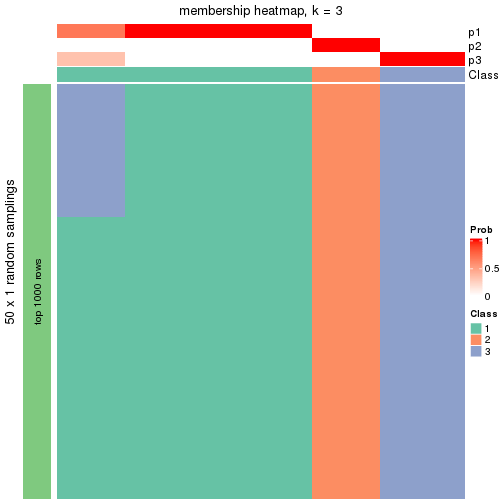 membership heatmap, k = 3
p1
p2
p3
Class
50 x 1 random samplings
top 1000 rows
Prob
1
0.5
0
Class
1
2
3